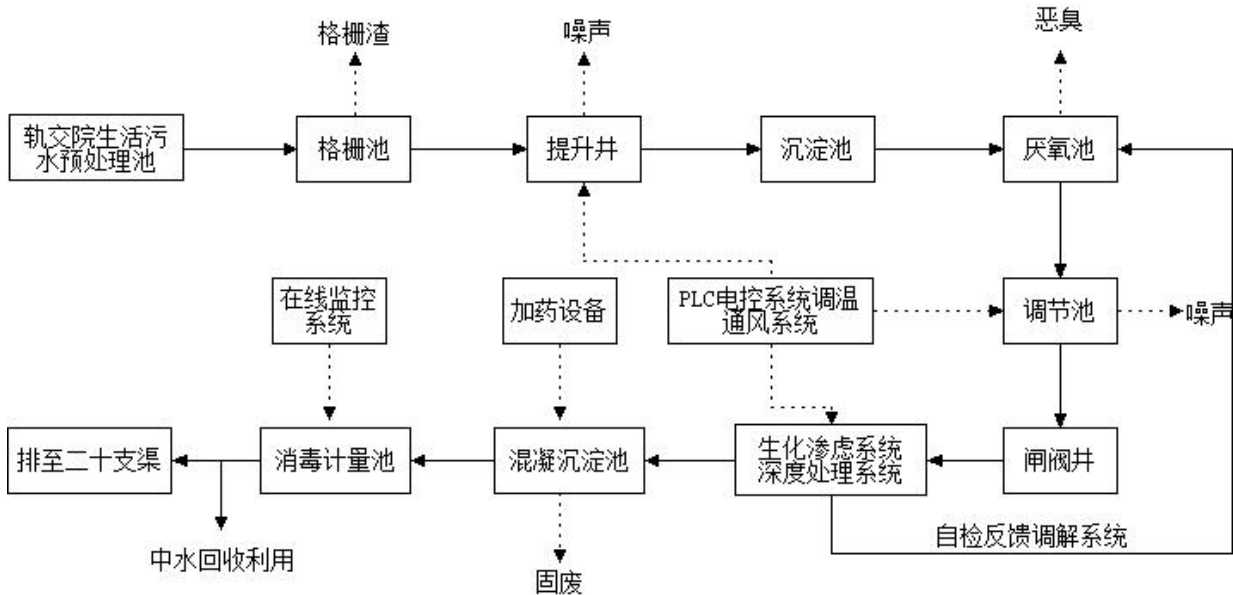 格栅渣
噪声
恶臭
轨交院生活污
水预处理池
格栅池
提升井
沉淀池
厌氧池
在线监控
系统
加药设备
PLC电控系统调温
通风系统
调节池
噪声
排至二十支渠
消毒计量池
混凝沉淀池
生化渗虑系统
深度处理系统
闸阀井
自检反馈调解系统
中水回收利用
固废